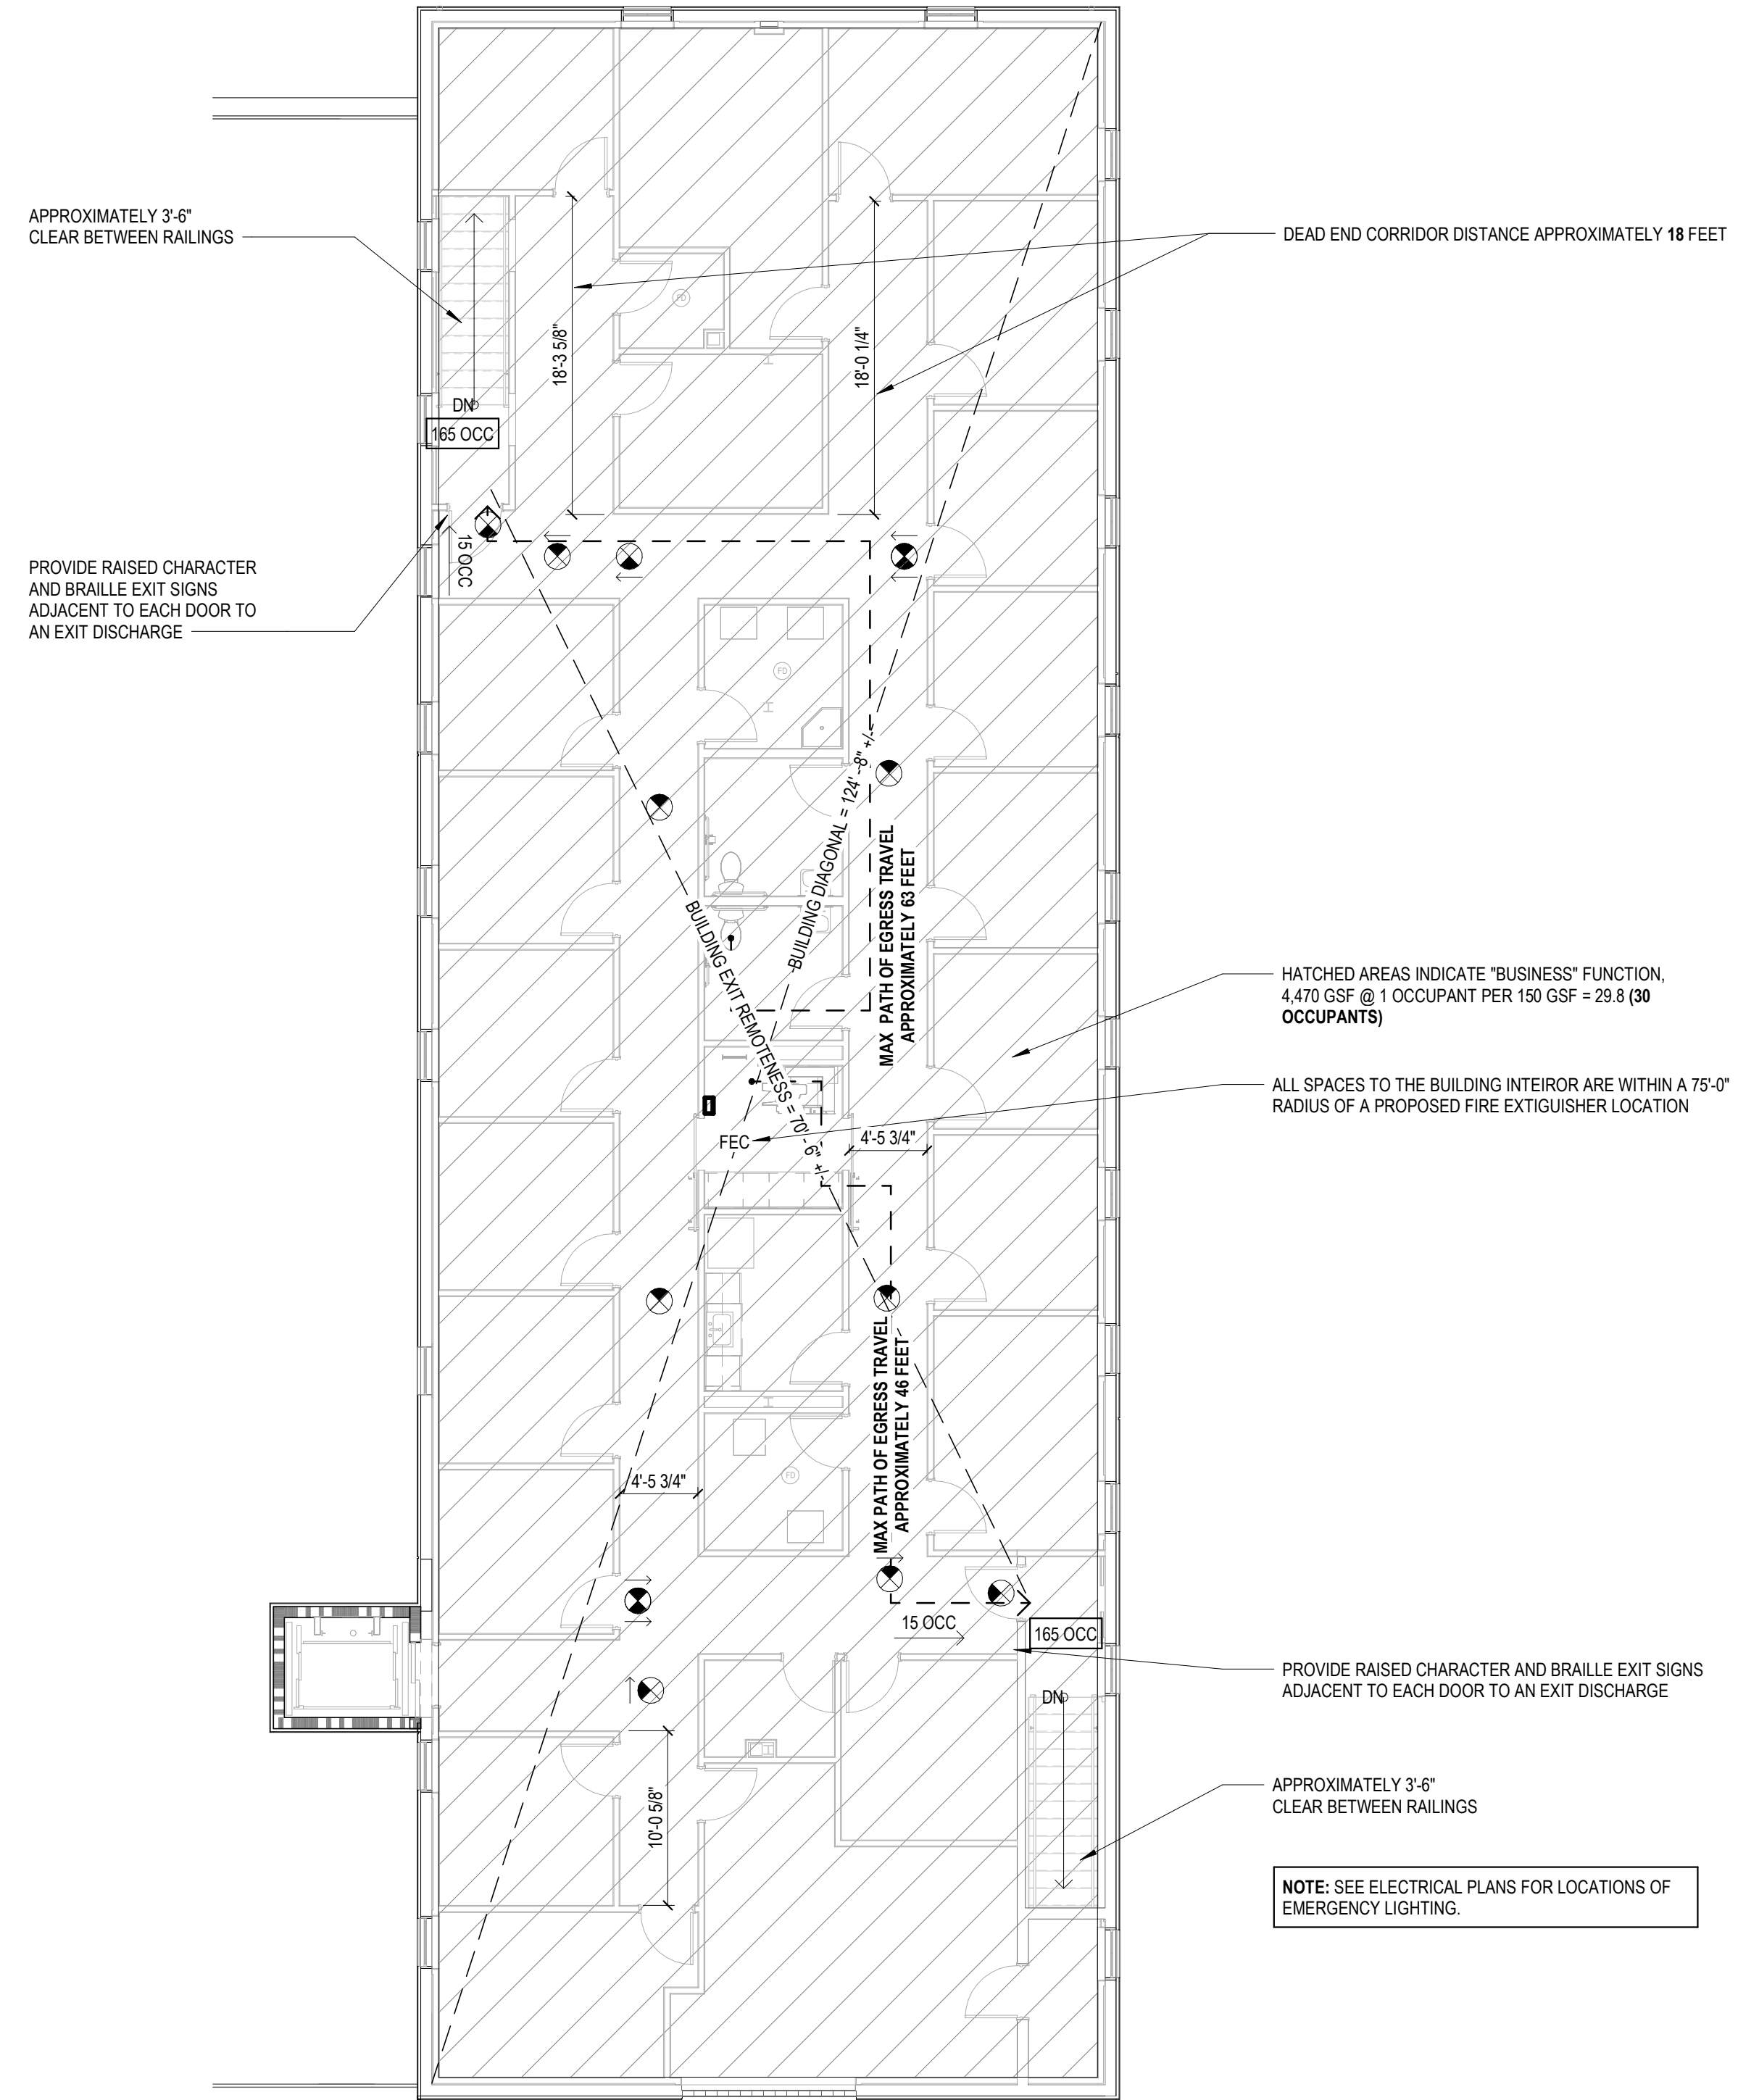 APPROXIMATELY 3'-6"
CLEAR BETWEEN RAILINGS
DEAD END CORRIDOR DISTANCE APPROXIMATELY 18 FEET
FD
18'-3 5/8"
18'-0 1/4"
DN
165 OCC
15 OCC
PROVIDE RAISED CHARACTER
AND BRAILLE EXIT SIGNS
ADJACENT TO EACH DOOR TO
AN EXIT DISCHARGE
FD
BUILDING DIAGONAL = 124' - 8" +/-
MAX PATH OF EGRESS TRAVEL
APPROXIMATELY 63 FEET
BUILDING EXIT REMOTENESS = 70' - 6" +/-
HATCHED AREAS INDICATE "BUSINESS" FUNCTION,
4,470 GSF @ 1 OCCUPANT PER 150 GSF = 29.8 (30
OCCUPANTS)
ALL SPACES TO THE BUILDING INTEIROR ARE WITHIN A 75'-0"
RADIUS OF A PROPOSED FIRE EXTIGUISHER LOCATION
FEC
4'-5 3/4"
MAX PATH OF EGRESS TRAVEL
APPROXIMATELY 46 FEET
4'-5 3/4"
FD
15 OCC
165 OCC
PROVIDE RAISED CHARACTER AND BRAILLE EXIT SIGNS
ADJACENT TO EACH DOOR TO AN EXIT DISCHARGE
DN
10'-0 5/8"
APPROXIMATELY 3'-6"
CLEAR BETWEEN RAILINGS
NOTE: SEE ELECTRICAL PLANS FOR LOCATIONS OF
EMERGENCY LIGHTING.